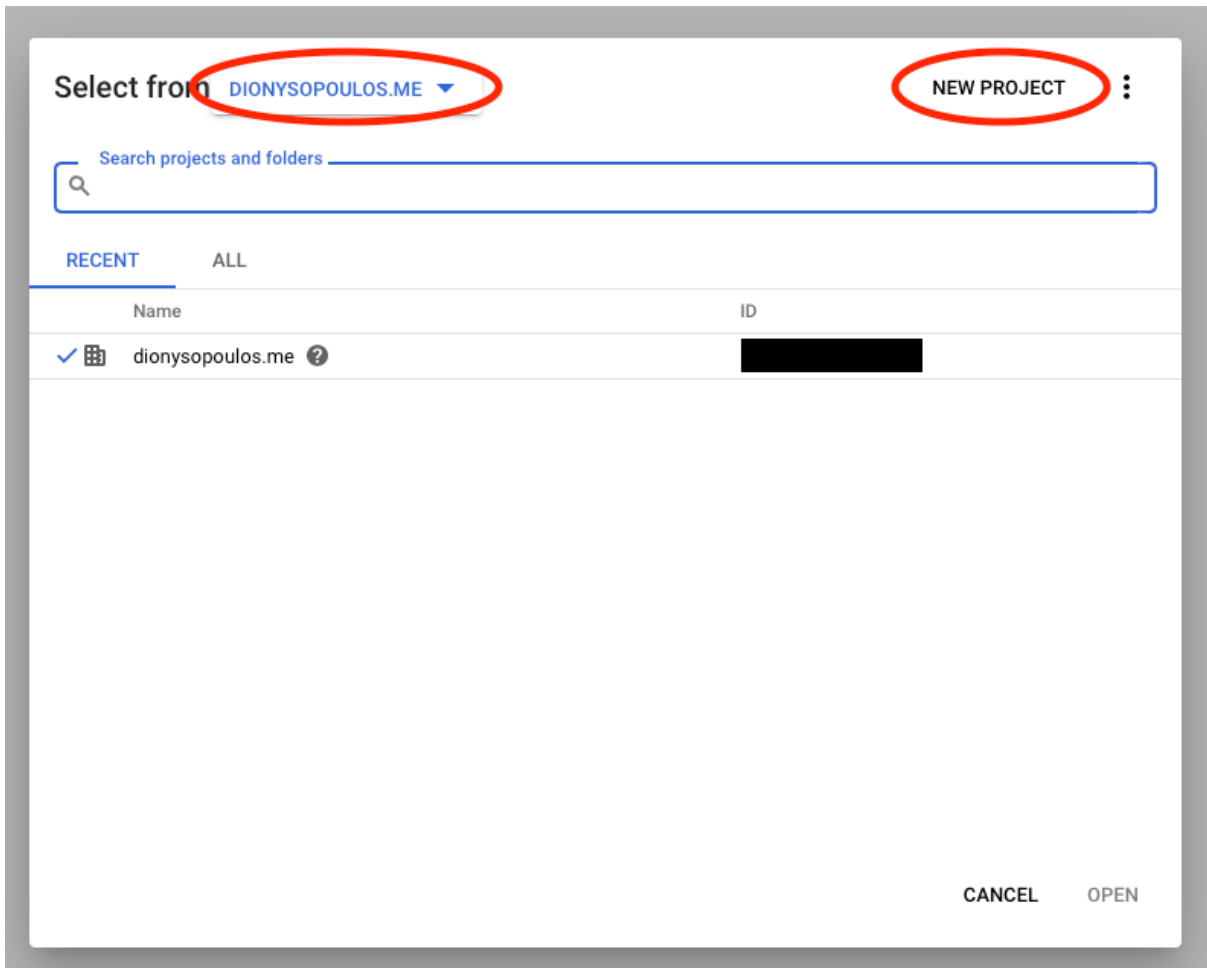 Select from DIONYSOPOULOS.ME NEW PROJECT
Search projects and folders
RECENT ALL
Name ID
dionysopoulos.me
CANCEL OPEN